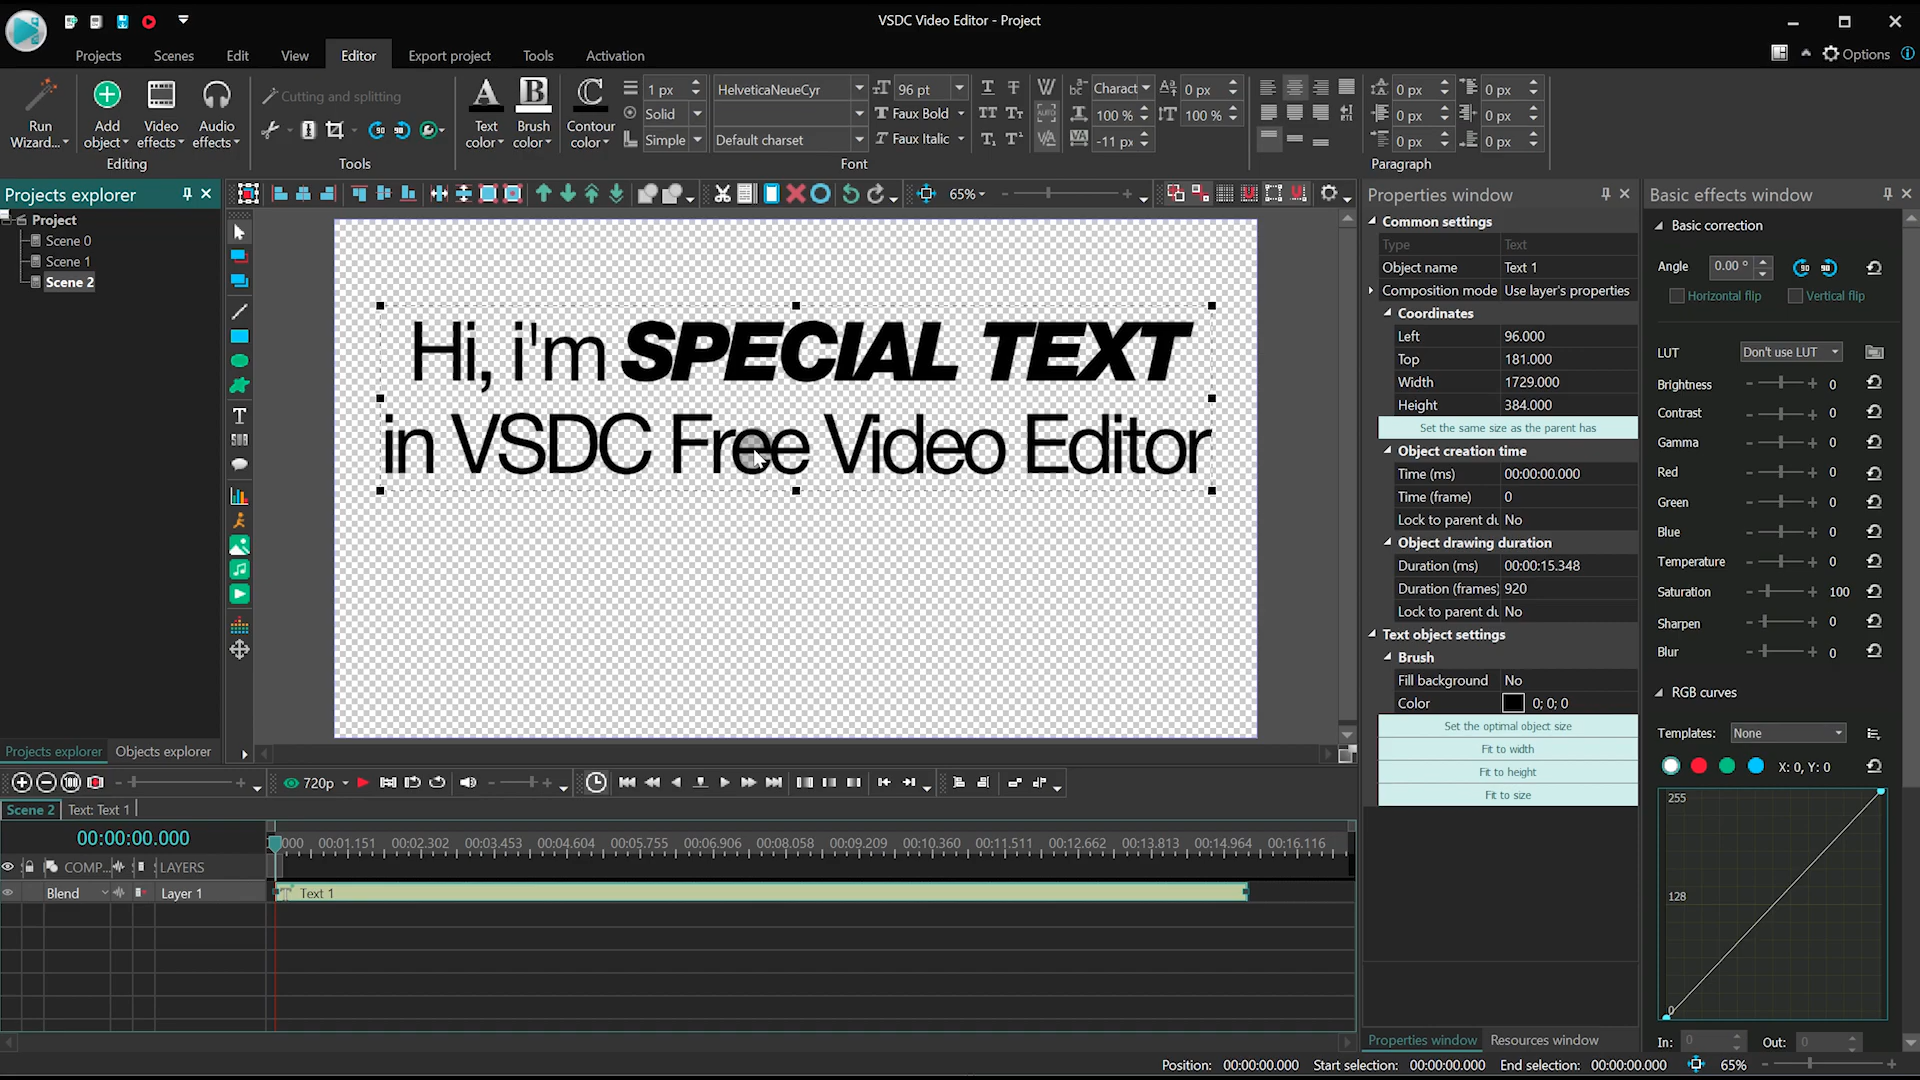 VSDC Video Editor - Project
Projects Scenes Edit View Editor Export project Tools Activation
Options
Run Wizard...
Add object
Video effects
Audio effects
Editing
Cutting and splitting
Tools
Text color
Brush color
Contour color
1 px
Solid
Simple
HelveticaNeueCyr
Default charset
96 pt
Faux Bold
Faux Italic
Font
Charact
100 %
-11 px
0 px
100 %
0 px 0 px
0 px 0 px
0 px 0 px
Paragraph
Projects explorer
Project
Scene 0
Scene 1
Scene 2
Projects explorer Objects explorer
65%
Hi, i'm SPECIAL TEXT
in VSDC Free Video Editor
Properties window
Common settings
Type Text
Object name Text 1
Composition mode Use layer's properties
Coordinates
Left 96.000
Top 181.000
Width 1729.000
Height 384.000
Set the same size as the parent has
Object creation time
Time (ms) 00:00:00.000
Time (frame) 0
Lock to parent du No
Object drawing duration
Duration (ms) 00:00:15.348
Duration (frames) 920
Lock to parent du No
Text object settings
Brush
Fill background No
Color 0; 0; 0
Set the optimal object size
Fit to width
Fit to height
Fit to size
Properties window Resources window
Basic effects window
Basic correction
Angle 0.00 °
Horizontal flip Vertical flip
LUT Don't use LUT
Brightness 0
Contrast 0
Gamma 0
Red 0
Green 0
Blue 0
Temperature 0
Saturation 100
Sharpen 0
Blur 0
RGB curves
Templates: None
X: 0, Y: 0
255
128
0
In: 0 Out: 0
720p
Scene 2 Text: Text 1
00:00:00.000
000 00:01.151 00:02.302 00:03.453 00:04.604 00:05.755 00:06.906 00:08.058 00:09.209 00:10.360 00:11.511 00:12.662 00:13.813 00:14.964 00:16.116
COMP... LAYERS
Blend Layer 1 Text 1
Position: 00:00:00.000 Start selection: 00:00:00.000 End selection: 00:00:00.000 65%